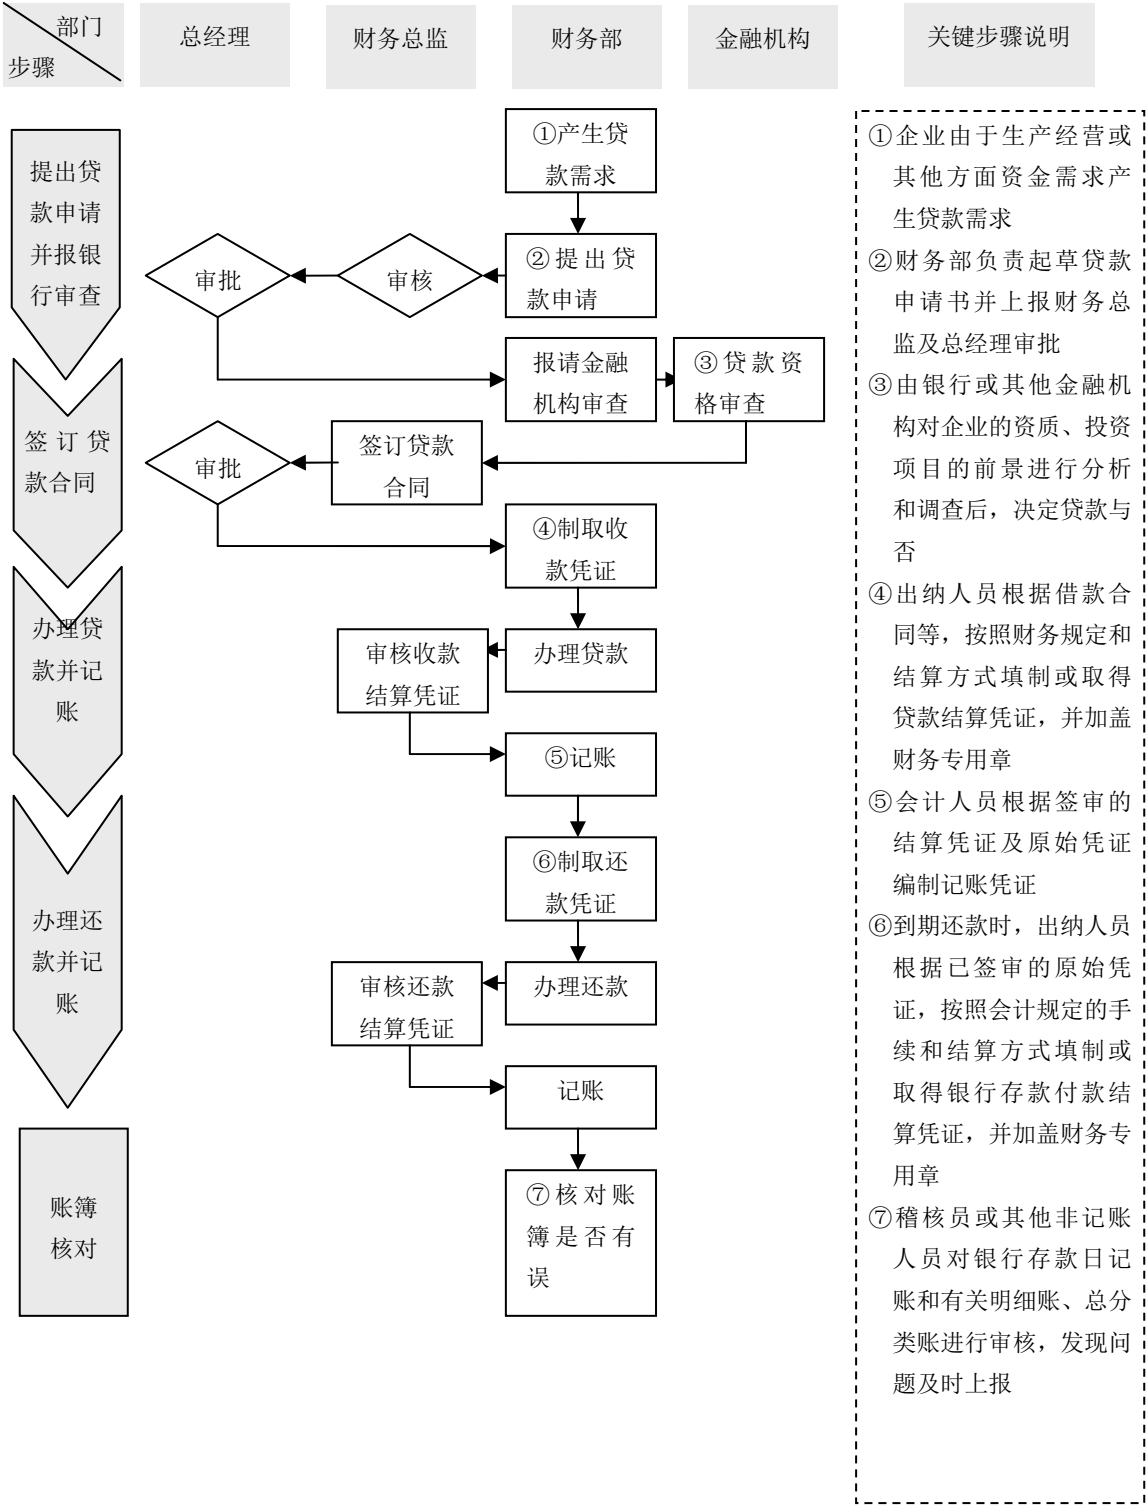 部门
步骤
总经理
财务总监
财务部
金融机构
关键步骤说明
提出贷
款申请
并报银
行审查
①产生贷
款需求
审批
审核
②提出贷
款申请
报请金融
机构审查
③贷款资
格审查
签订贷
款合同
审批
签订贷款
合同
④制取收
款凭证
办理贷
款并记
账
审核收款
结算凭证
办理贷款
⑤记账
⑥制取还
款凭证
办理还
款并记
账
审核还款
结算凭证
办理还款
记账
账簿
核对
⑦核对账
簿是否有
误
①企业由于生产经营或
其他方面资金需求产
生贷款需求
②财务部负责起草贷款
申请书并上报财务总
监及总经理审批
③由银行或其他金融机
构对企业的资质、投资
项目的前景进行分析
和调查后，决定贷款与
否
④出纳人员根据借款合
同等，按照财务规定和
结算方式填制或取得
贷款结算凭证，并加盖
财务专用章
⑤会计人员根据签审的
结算凭证及原始凭证
编制记账凭证
⑥到期还款时，出纳人员
根据已签审的原始凭
证，按照会计规定的手
续和结算方式填制或
取得银行存款付款结
算凭证，并加盖财务专
用章
⑦稽核员或其他非记账
人员对银行存款日记
账和有关明细账、总分
类账进行审核，发现问
题及时上报